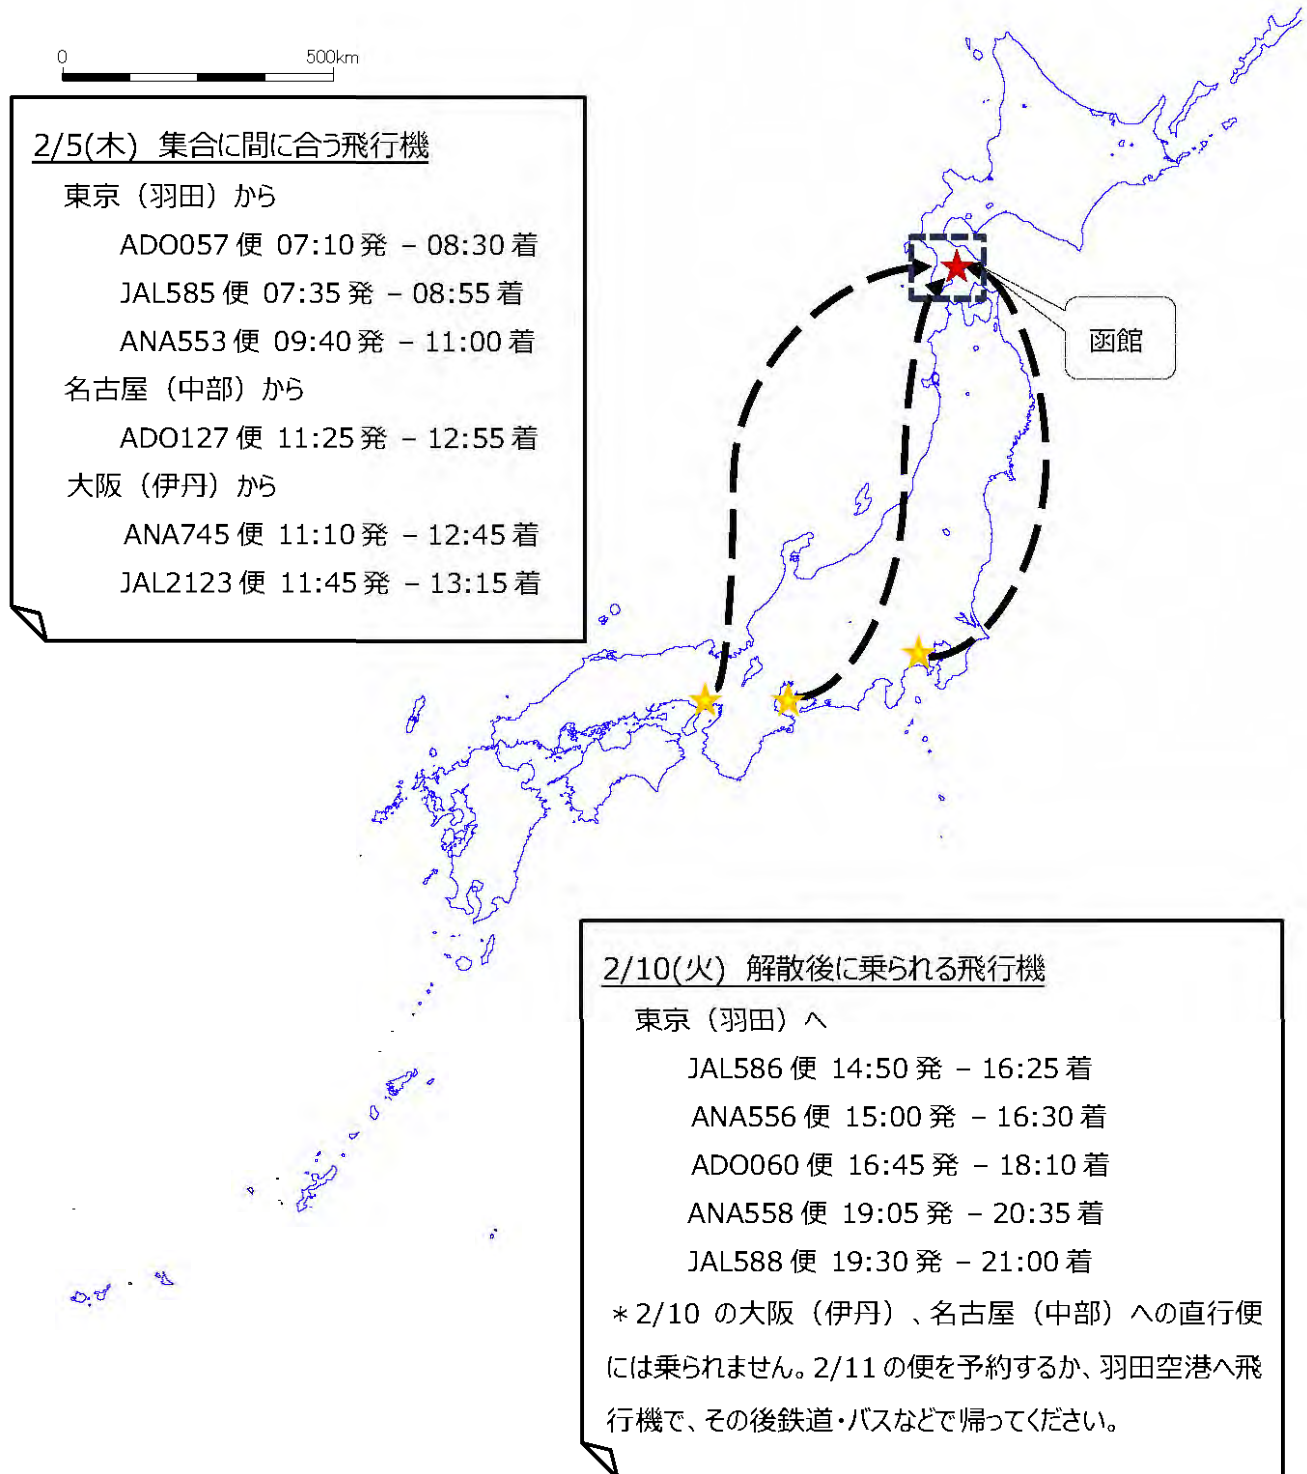 0 500km
2/5(木) 集合に間に合う飛行機
東京（羽田）から
ADO057便 07:10発 – 08:30着
JAL585便 07:35発 – 08:55着
ANA553便 09:40発 – 11:00着
名古屋（中部）から
ADO127便 11:25発 – 12:55着
大阪（伊丹）から
ANA745便 11:10発 – 12:45着
JAL2123便 11:45発 – 13:15着
函館
2/10(火) 解散後に乗られる飛行機
東京（羽田）へ
JAL586便 14:50発 – 16:25着
ANA556便 15:00発 – 16:30着
ADO060便 16:45発 – 18:10着
ANA558便 19:05発 – 20:35着
JAL588便 19:30発 – 21:00着
＊2/10 の大阪（伊丹）、名古屋（中部）への直行便
には乗られません。2/11の便を予約するか、羽田空港へ飛
行機で、その後鉄道・バスなどで帰ってください。